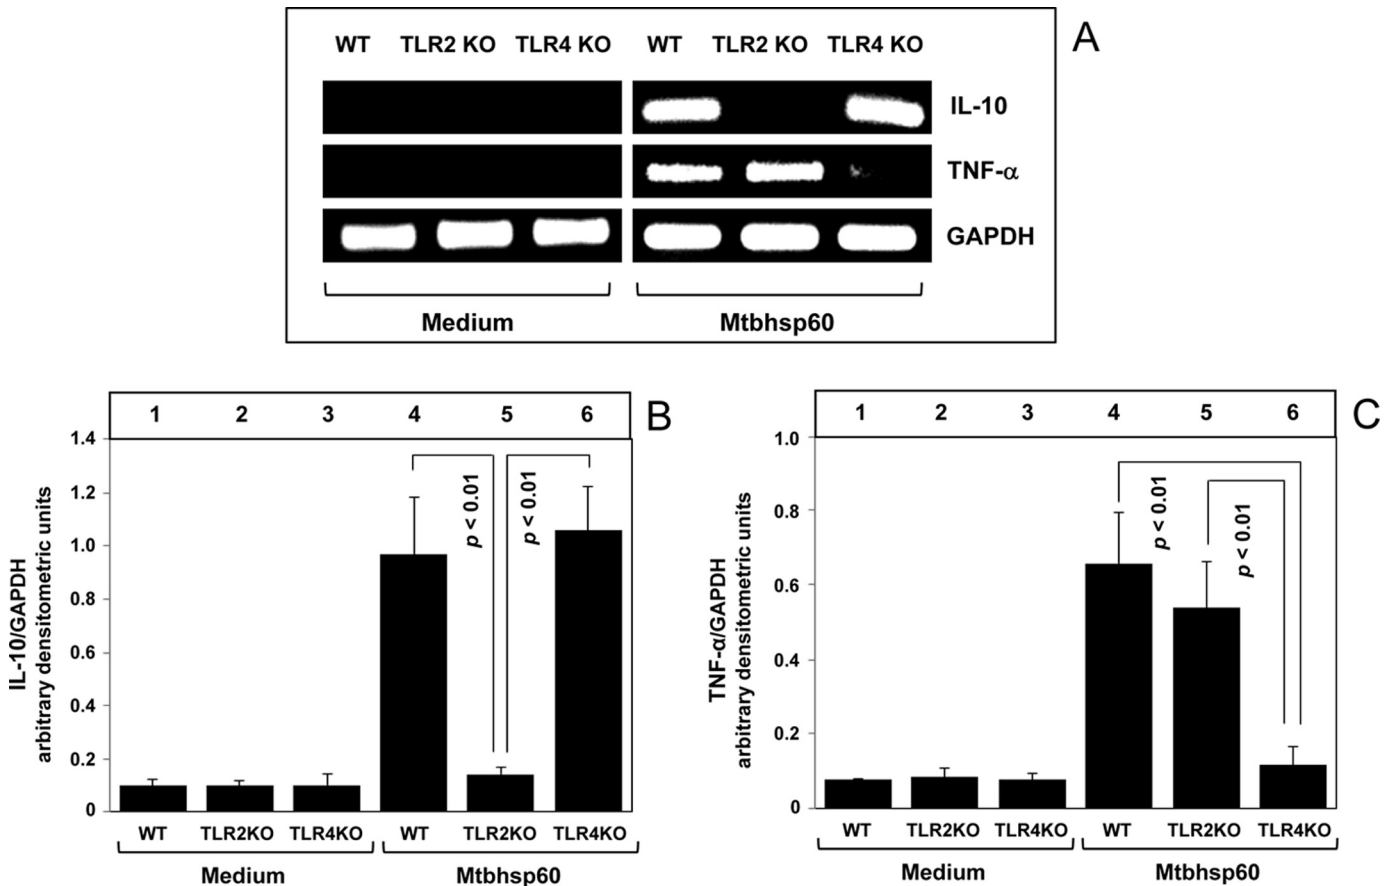 WT TLR2 KO TLR4 KO WT TLR2 KO TLR4 KO
A
IL-10
TNF-α
GAPDH
Medium Mtbhsp60
1 2 3 4 5 6
B
IL-10/GAPDH
arbitrary densitometric units
1.4
1.2
1.0
0.8
0.6
0.4
0.2
0
p < 0.01
p < 0.01
WT TLR2KO TLR4KO WT TLR2KO TLR4KO
Medium Mtbhsp60
1 2 3 4 5 6
C
TNF-α/GAPDH
arbitrary densitometric units
1.0
0.8
0.6
0.4
0.2
0
p < 0.01
p < 0.01
WT TLR2KO TLR4KO WT TLR2KO TLR4KO
Medium Mtbhsp60